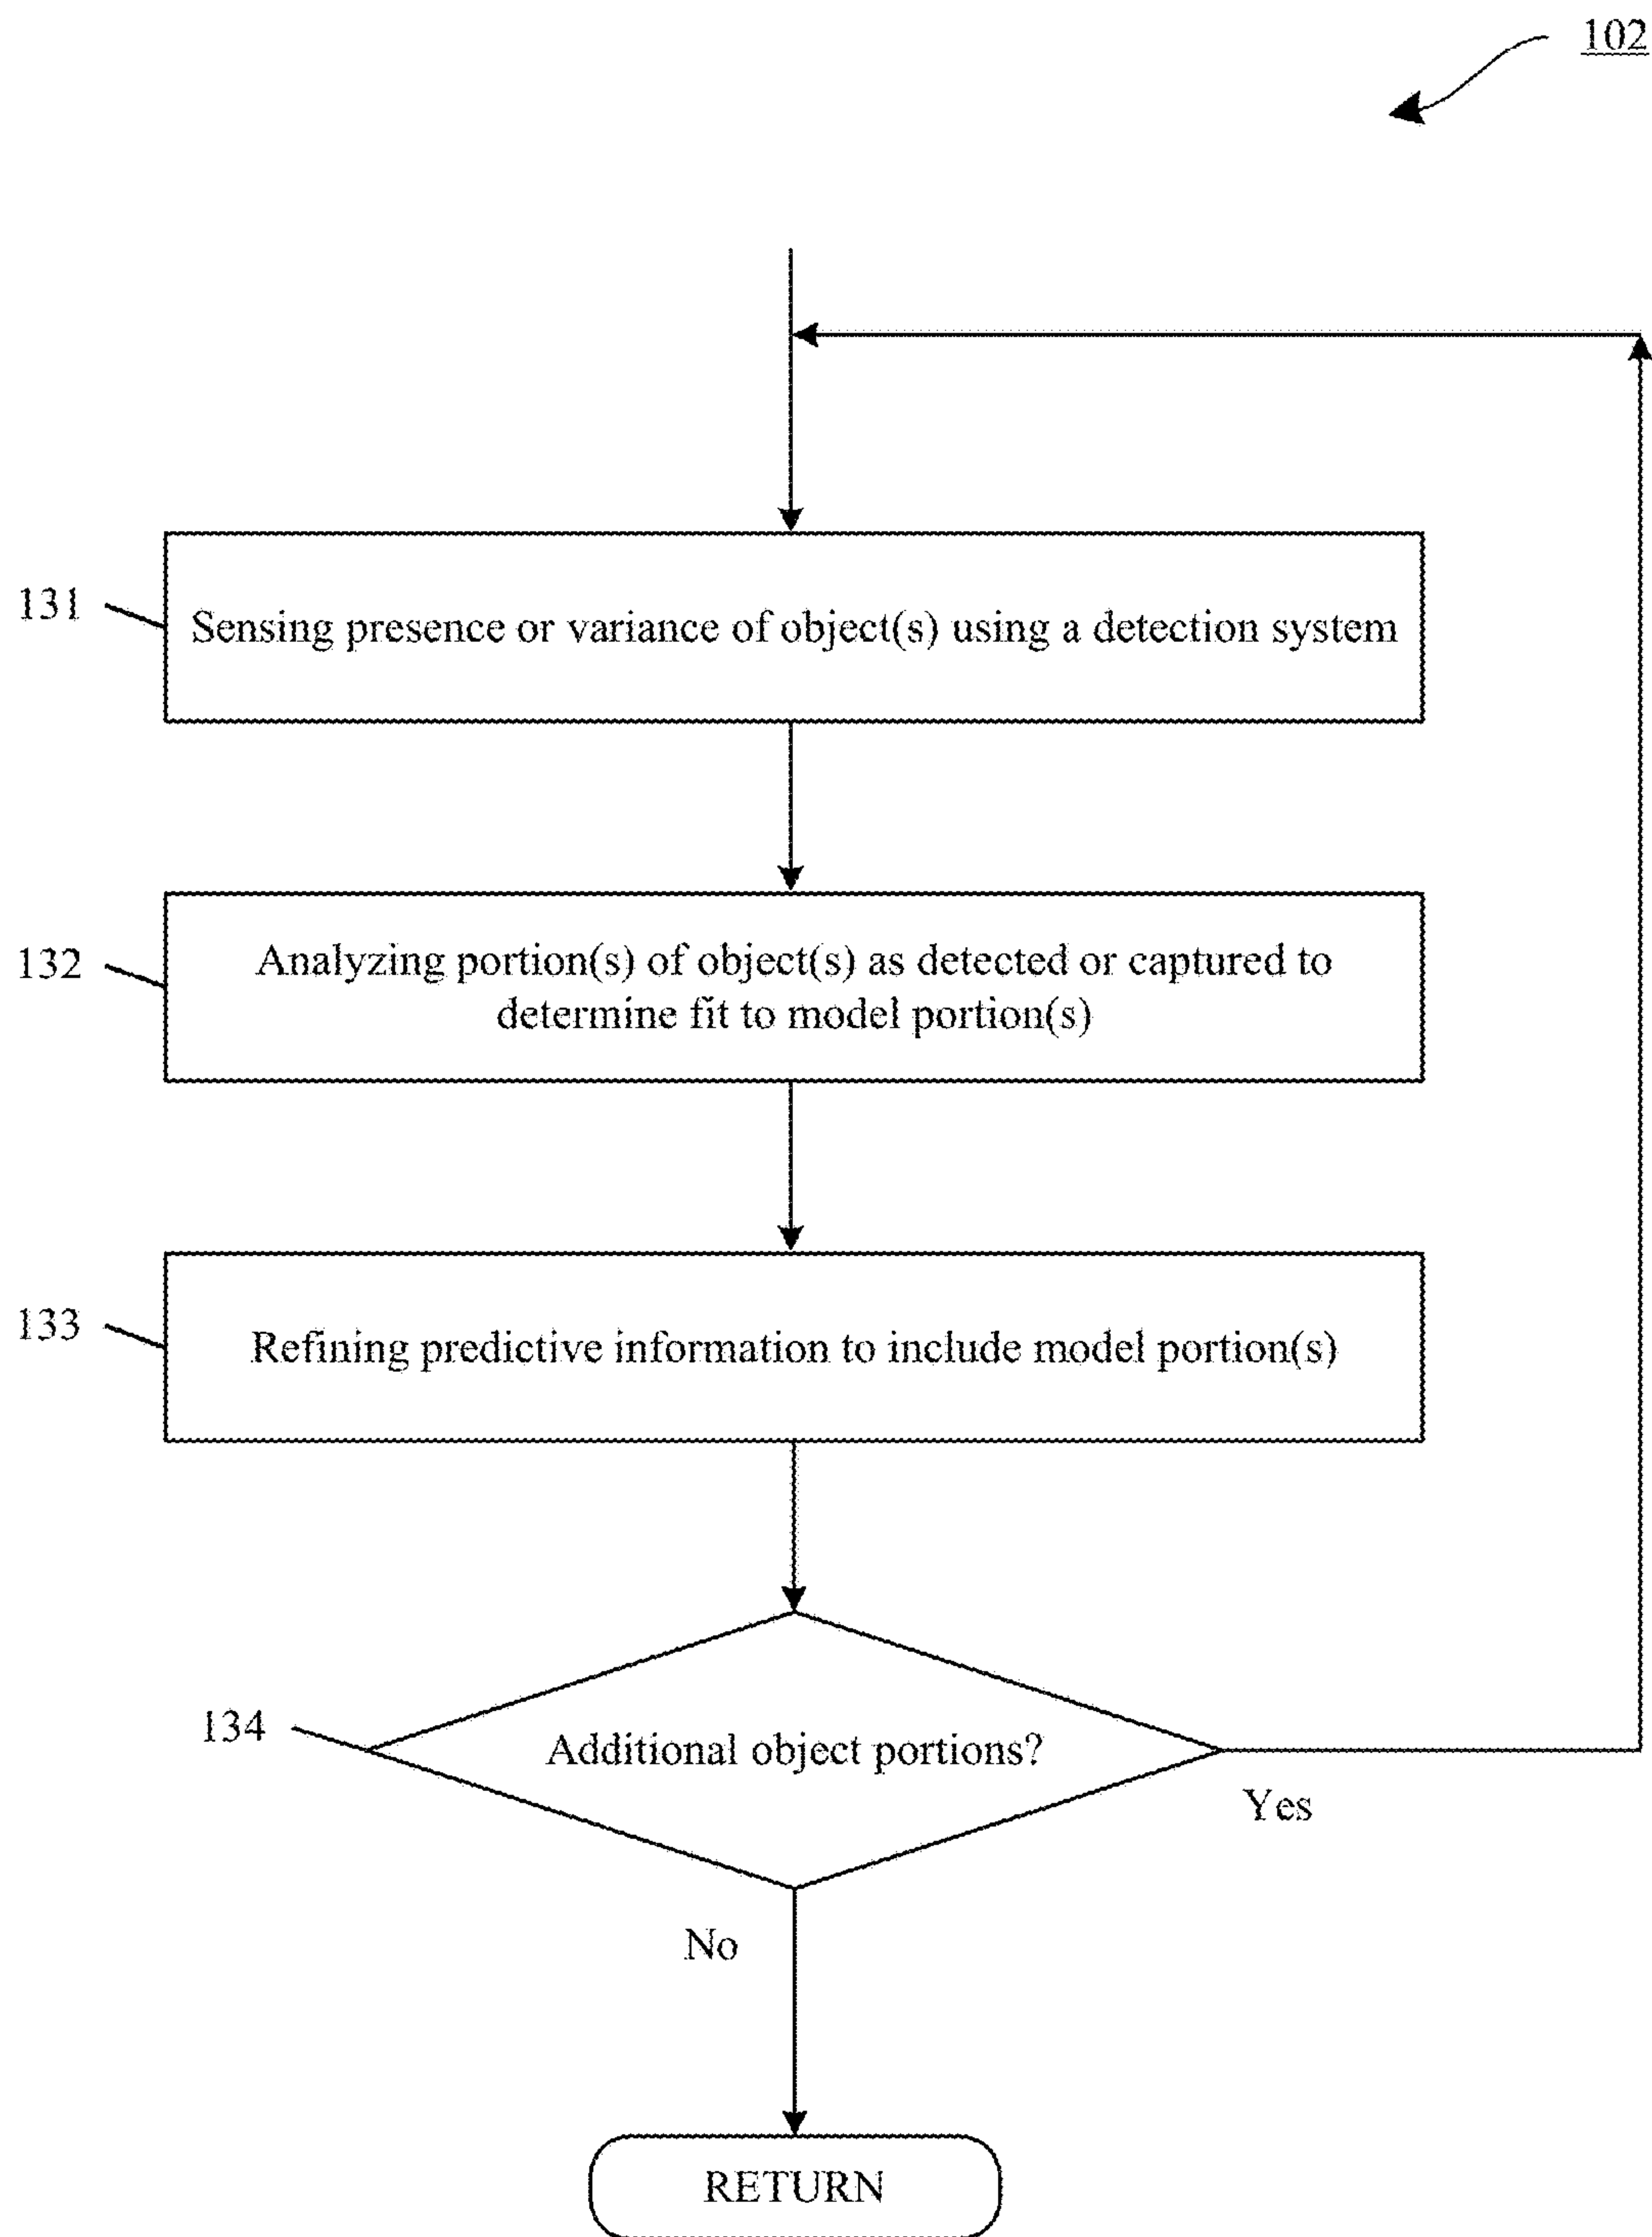 102
131
Sensing presence or variance of object(s) using a detection system
132
Analyzing portion(s) of object(s) as detected or captured to
determine fit to model portion(s)
133
Refining predictive information to include model portion(s)
134
Additional object portions?
Yes
No
RETURN